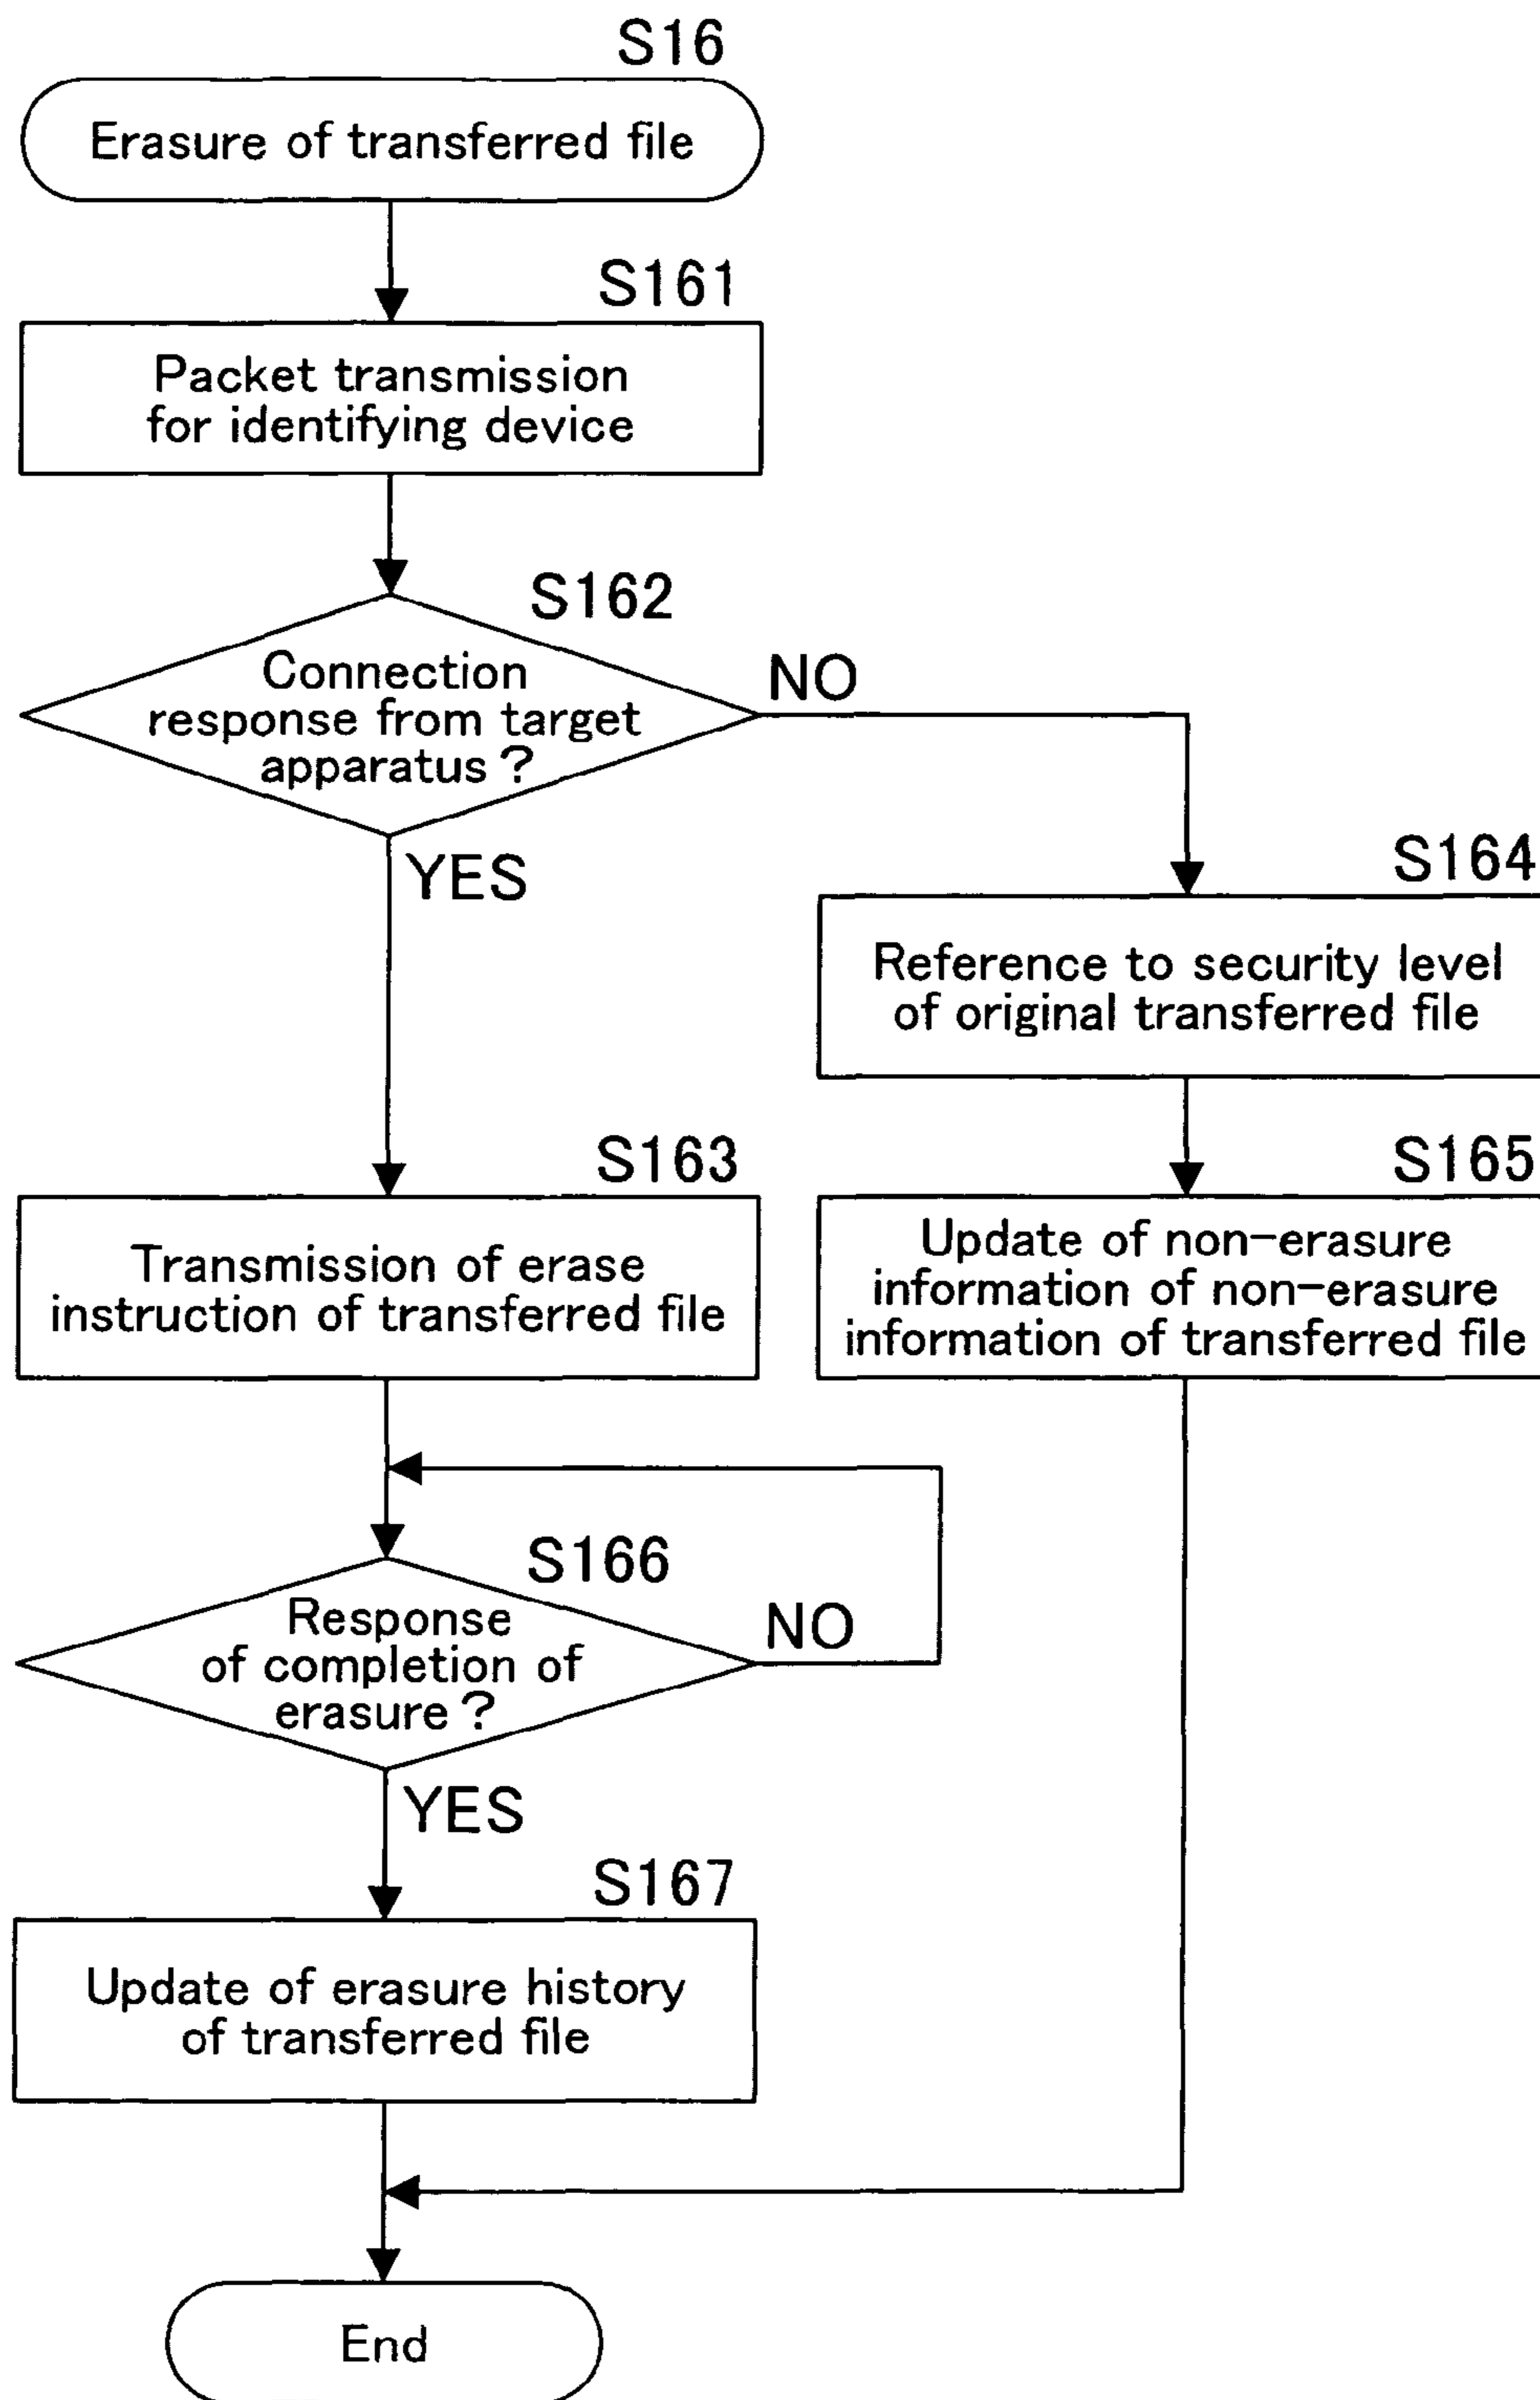 S16
Erasure of transferred file
S161
Packet transmission
for identifying device
S162
Connection
response from target
apparatus ?
NO
YES
S164
Reference to security level
of original transferred file
S163
Transmission of erase
instruction of transferred file
S165
Update of non-erasure
information of non-erasure
information of transferred file
S166
Response
of completion of
erasure ?
NO
YES
S167
Update of erasure history
of transferred file
End